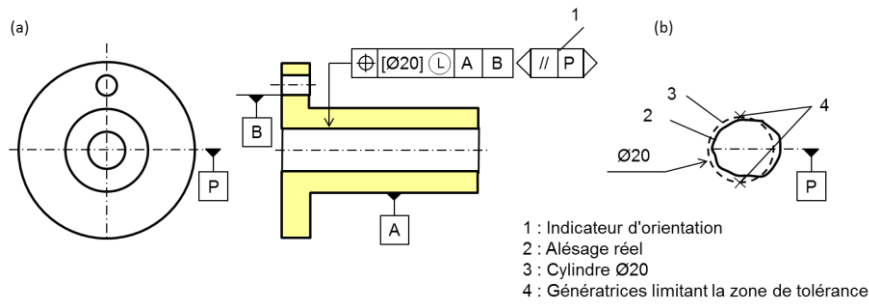 (a)
1
(b)
⌖ [Ø20] Ⓛ A B // P
B
P
A
3
4
2
Ø20
P
1 : Indicateur d'orientation
2 : Alésage réel
3 : Cylindre Ø20
4 : Génératrices limitant la zone de tolérance